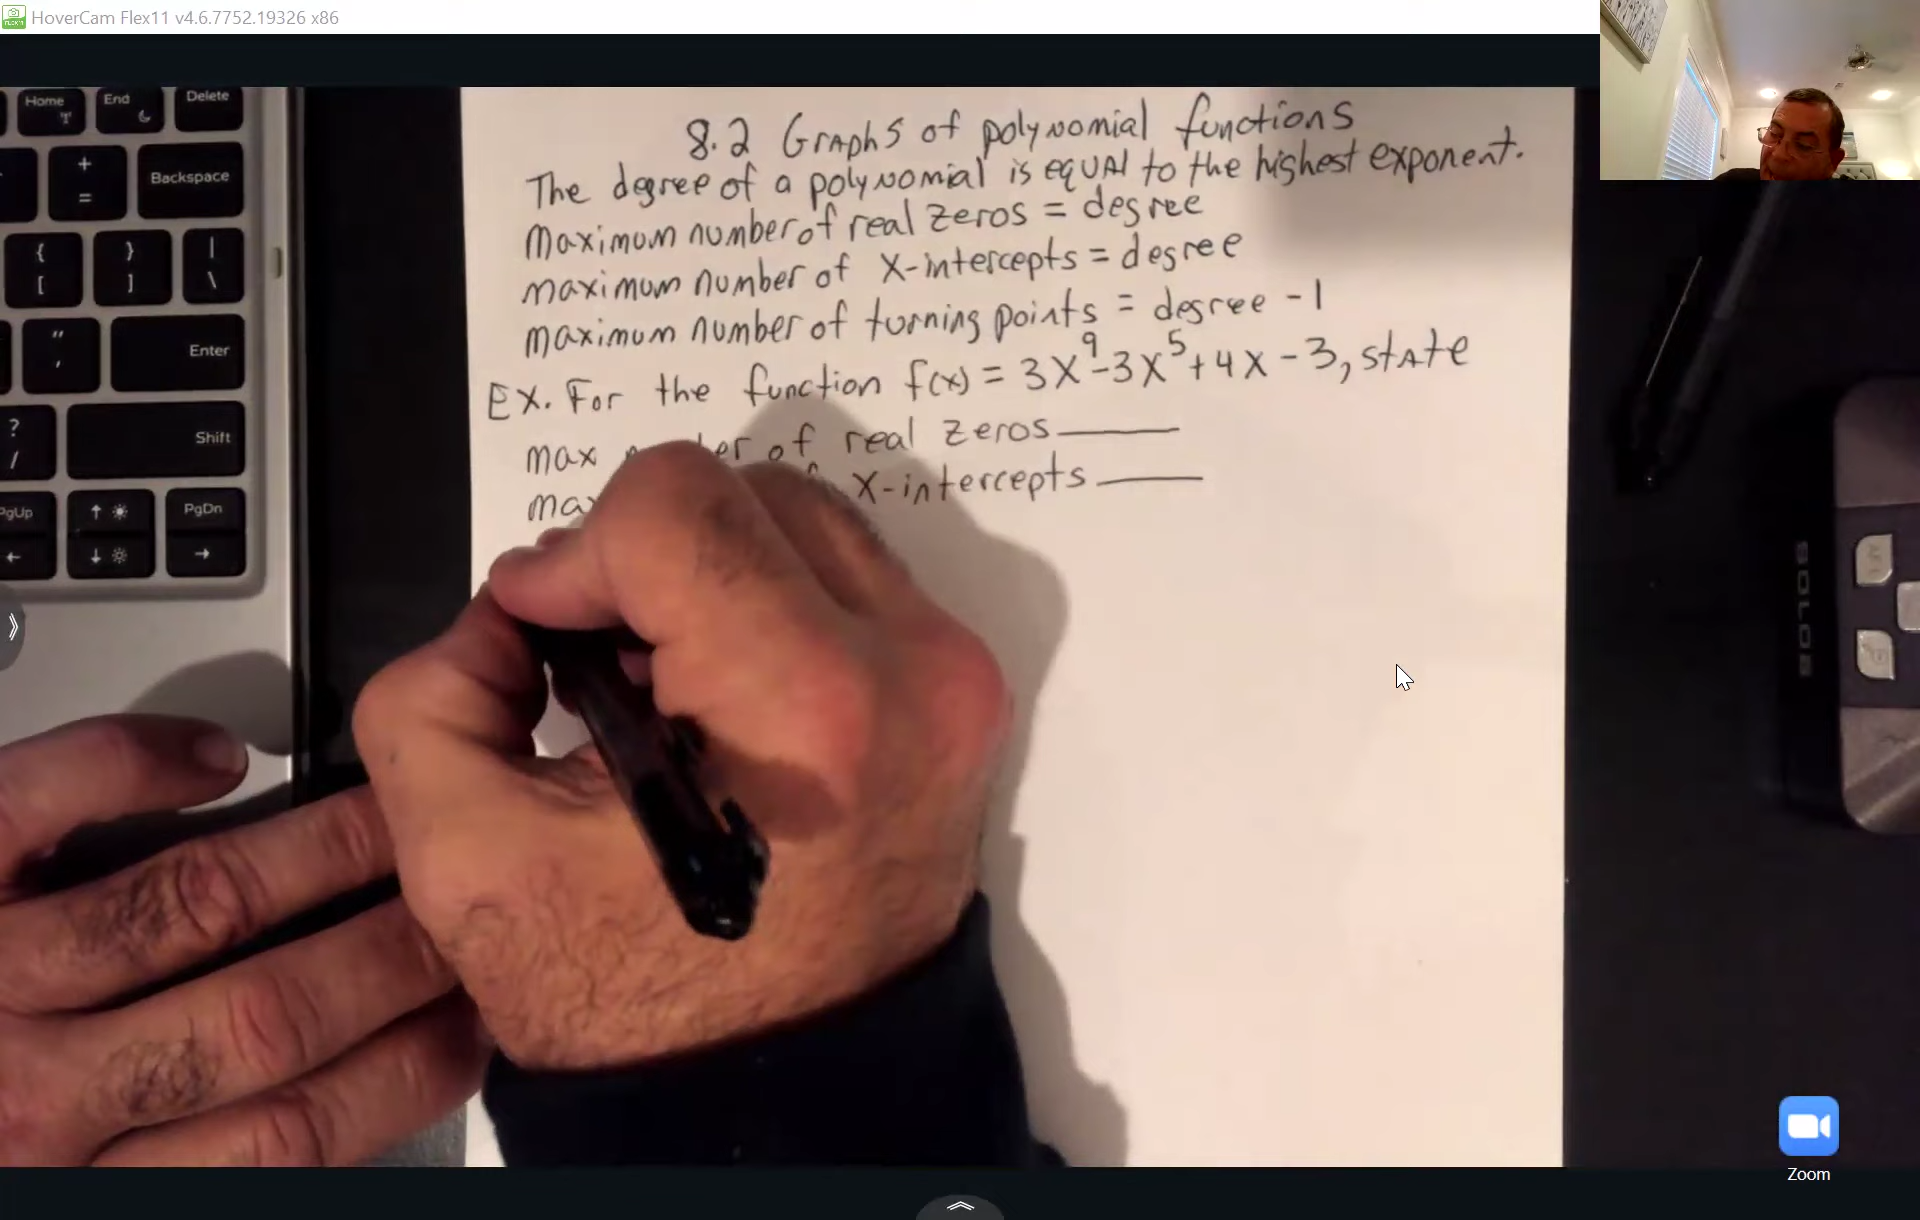 HoverCam Flex11 v4.6.7752.19326 x86
Home End Delete
+ = Backspace
{ [ } ] | \
" ' Enter
? / Shift
PgUp PgDn
8.2 Graphs of polynomial functions
The degree of a polynomial is equal to the highest exponent.
Maximum number of real zeros = degree
maximum number of x-intercepts = degree
maximum number of turning points = degree -1
EX. For the function f(x) = 3x⁹-3x⁵+4x-3, state
max of real zeros
x-intercepts
SOLOS
Zoom